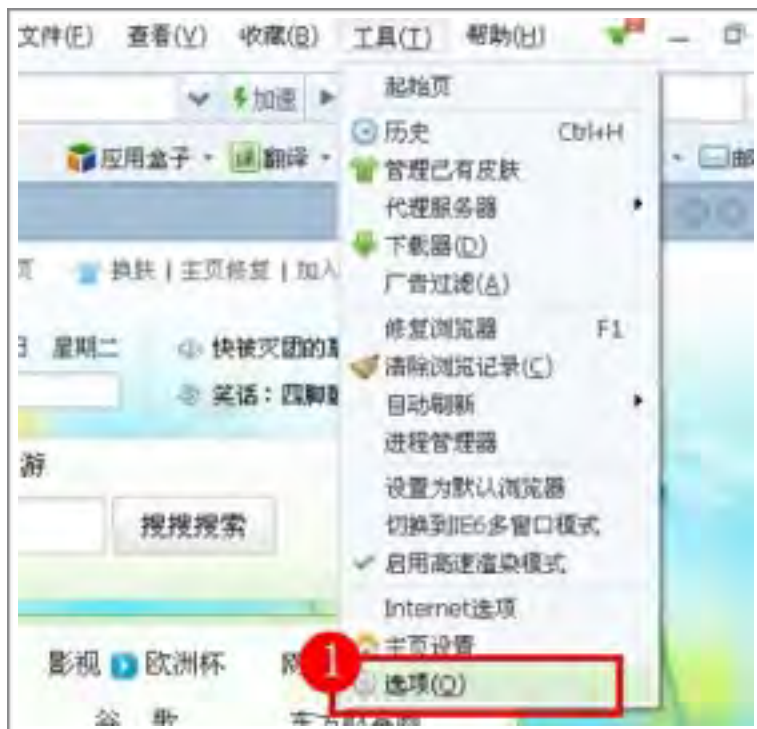 文件(F) 查看(V) 收藏(B) 工具(T) 帮助(H)
加速
起始页
历史 Ctrl+H
应用盒子 翻译 邮
管理已有皮肤
代理服务器
下载器(D)
换肤 | 主页修复 | 加入
广告过滤(A)
修复浏览器 F1
星期二 快被灭团的
清除浏览记录(C)
笑话：四脚
自动刷新
进程管理器
游
设置为默认浏览器
搜搜搜索
切换到IE6多窗口模式
启用高速渲染模式
Internet选项
主页设置
影视 欧洲杯
1
选项(O)
谷 歌